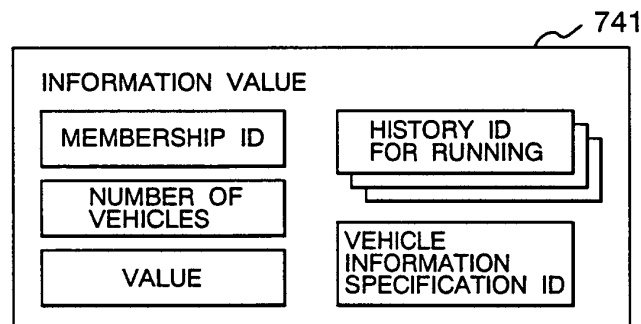 741
INFORMATION VALUE
MEMBERSHIP ID
NUMBER OF
VEHICLES
VALUE
HISTORY ID
FOR RUNNING
VEHICLE
INFORMATION
SPECIFICATION ID